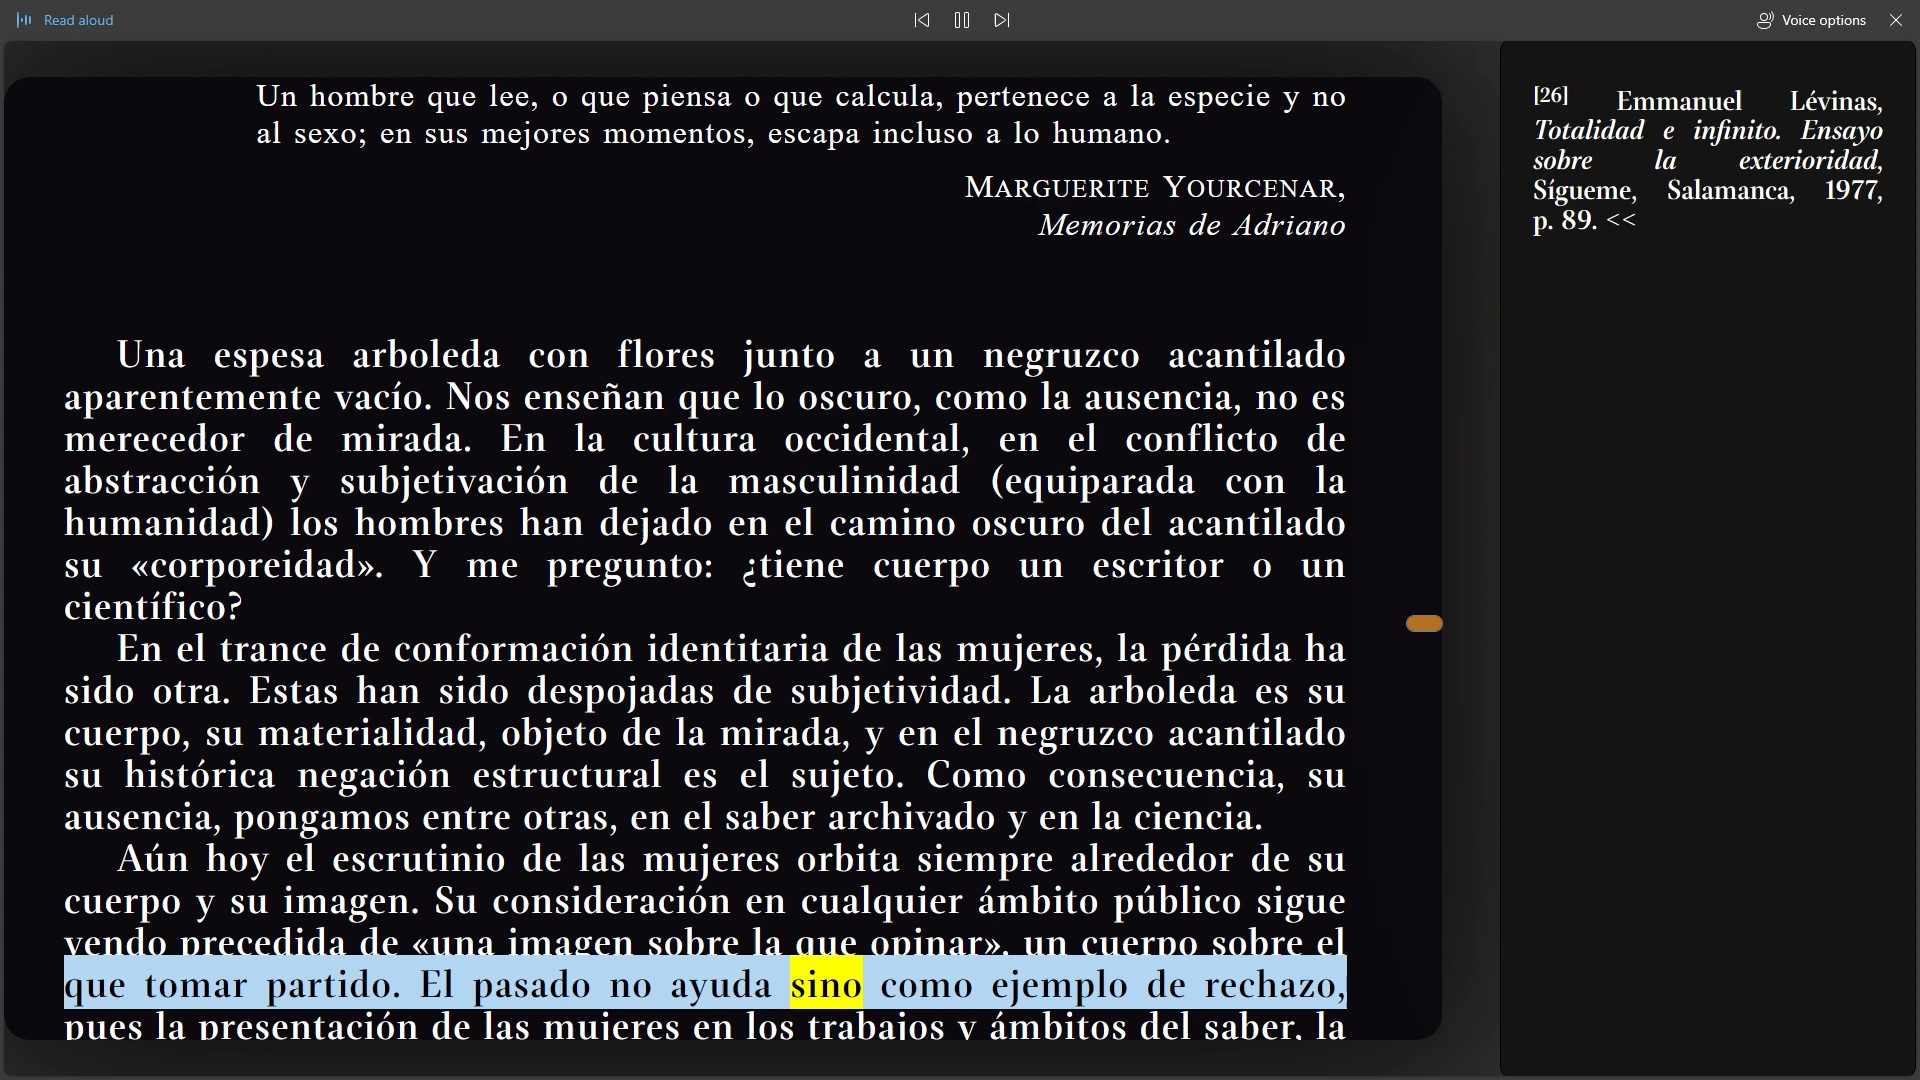 Read aloud
Voice options
Un hombre que lee, o que piensa o que calcula, pertenece a la especie y no
al sexo; en sus mejores momentos, escapa incluso a lo humano.
MARGUERITE YOURCENAR,
Memorias de Adriano
Una espesa arboleda con flores junto a un negruzco acantilado
aparentemente vacío. Nos enseñan que lo oscuro, como la ausencia, no es
merecedor de mirada. En la cultura occidental, en el conflicto de
abstracción y subjetivación de la masculinidad (equiparada con la
humanidad) los hombres han dejado en el camino oscuro del acantilado
su «corporeidad». Y me pregunto: ¿tiene cuerpo un escritor o un
científico?
En el trance de conformación identitaria de las mujeres, la pérdida ha
sido otra. Estas han sido despojadas de subjetividad. La arboleda es su
cuerpo, su materialidad, objeto de la mirada, y en el negruzco acantilado
su histórica negación estructural es el sujeto. Como consecuencia, su
ausencia, pongamos entre otras, en el saber archivado y en la ciencia.
Aún hoy el escrutinio de las mujeres orbita siempre alrededor de su
cuerpo y su imagen. Su consideración en cualquier ámbito público sigue
yendo precedida de «una imagen sobre la que opinar», un cuerpo sobre el
que tomar partido. El pasado no ayuda sino como ejemplo de rechazo,
pues la presentación de las mujeres en los trabajos y ámbitos del saber, la
[26] Emmanuel Lévinas,
Totalidad e infinito. Ensayo
sobre la exterioridad,
Sígueme, Salamanca, 1977,
p. 89. <<